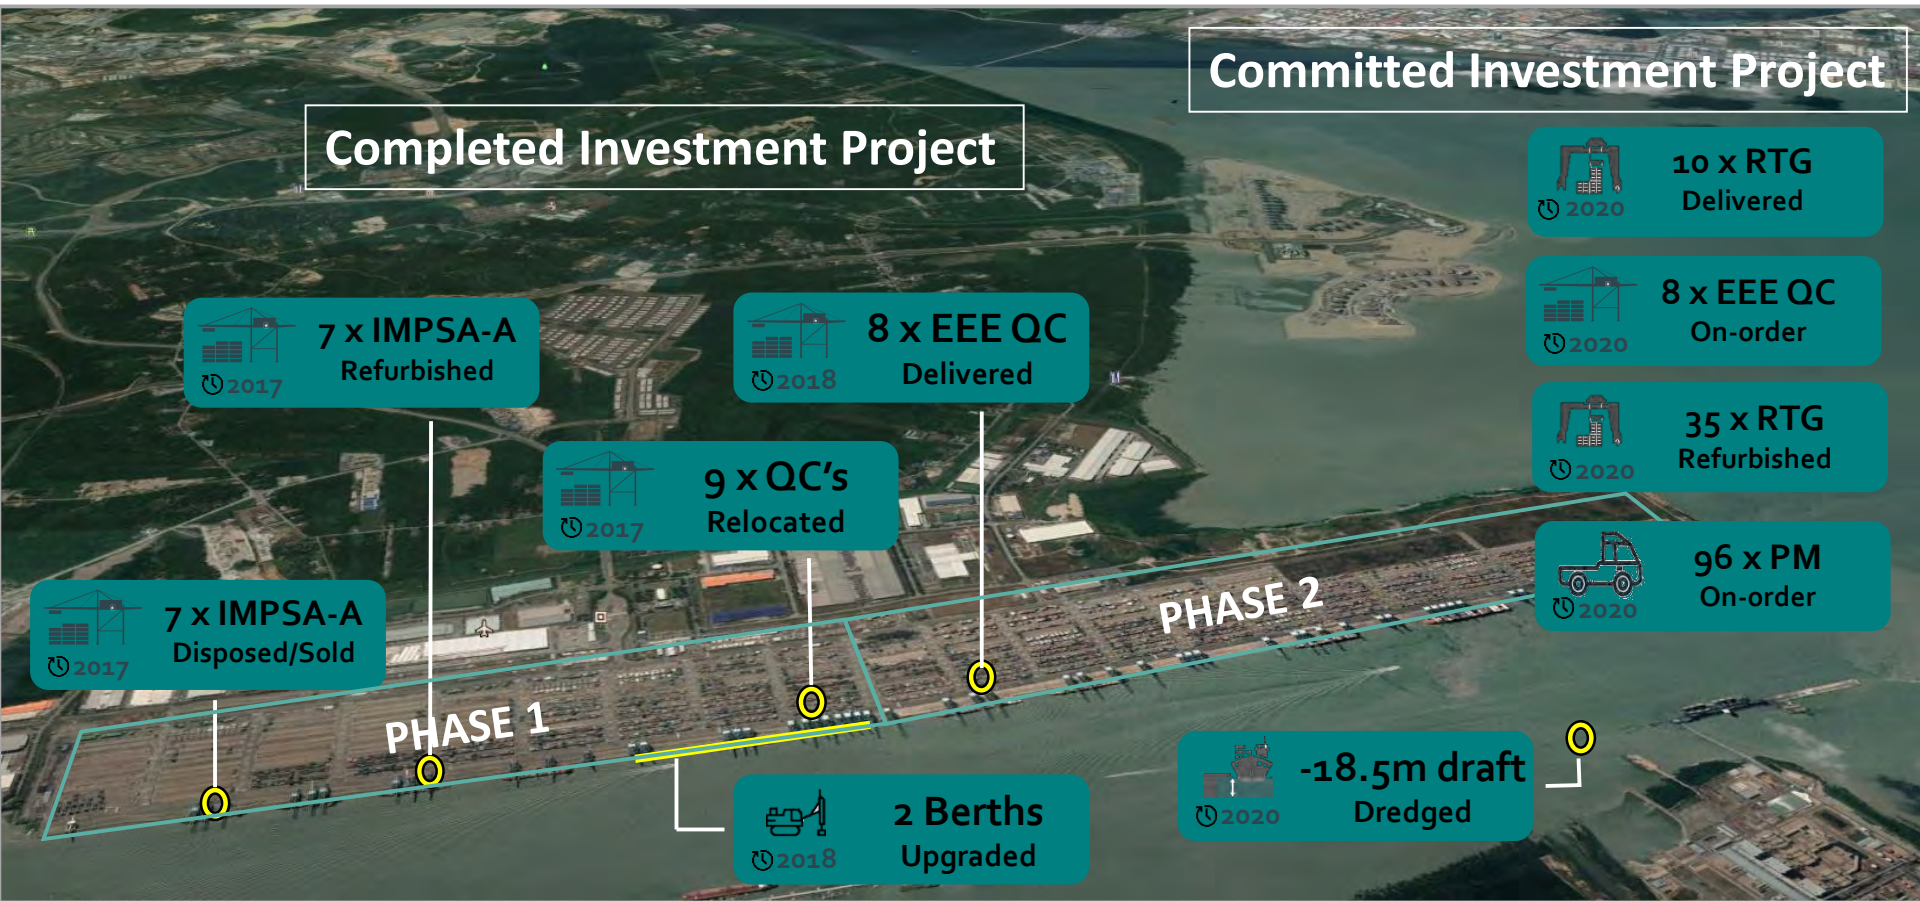 Completed Investment Project
Committed Investment Project
7 x IMPSA-A
Disposed/Sold
2017
7 x IMPSA-A
Refurbished
2017
9 x QC's
Relocated
2017
8 x EEE QC
Delivered
2018
2 Berths
Upgraded
2018
PHASE 1
PHASE 2
10 x RTG
Delivered
2020
8 x EEE QC
On-order
2020
35 x RTG
Refurbished
2020
96 x PM
On-order
2020
-18.5m draft
Dredged
2020